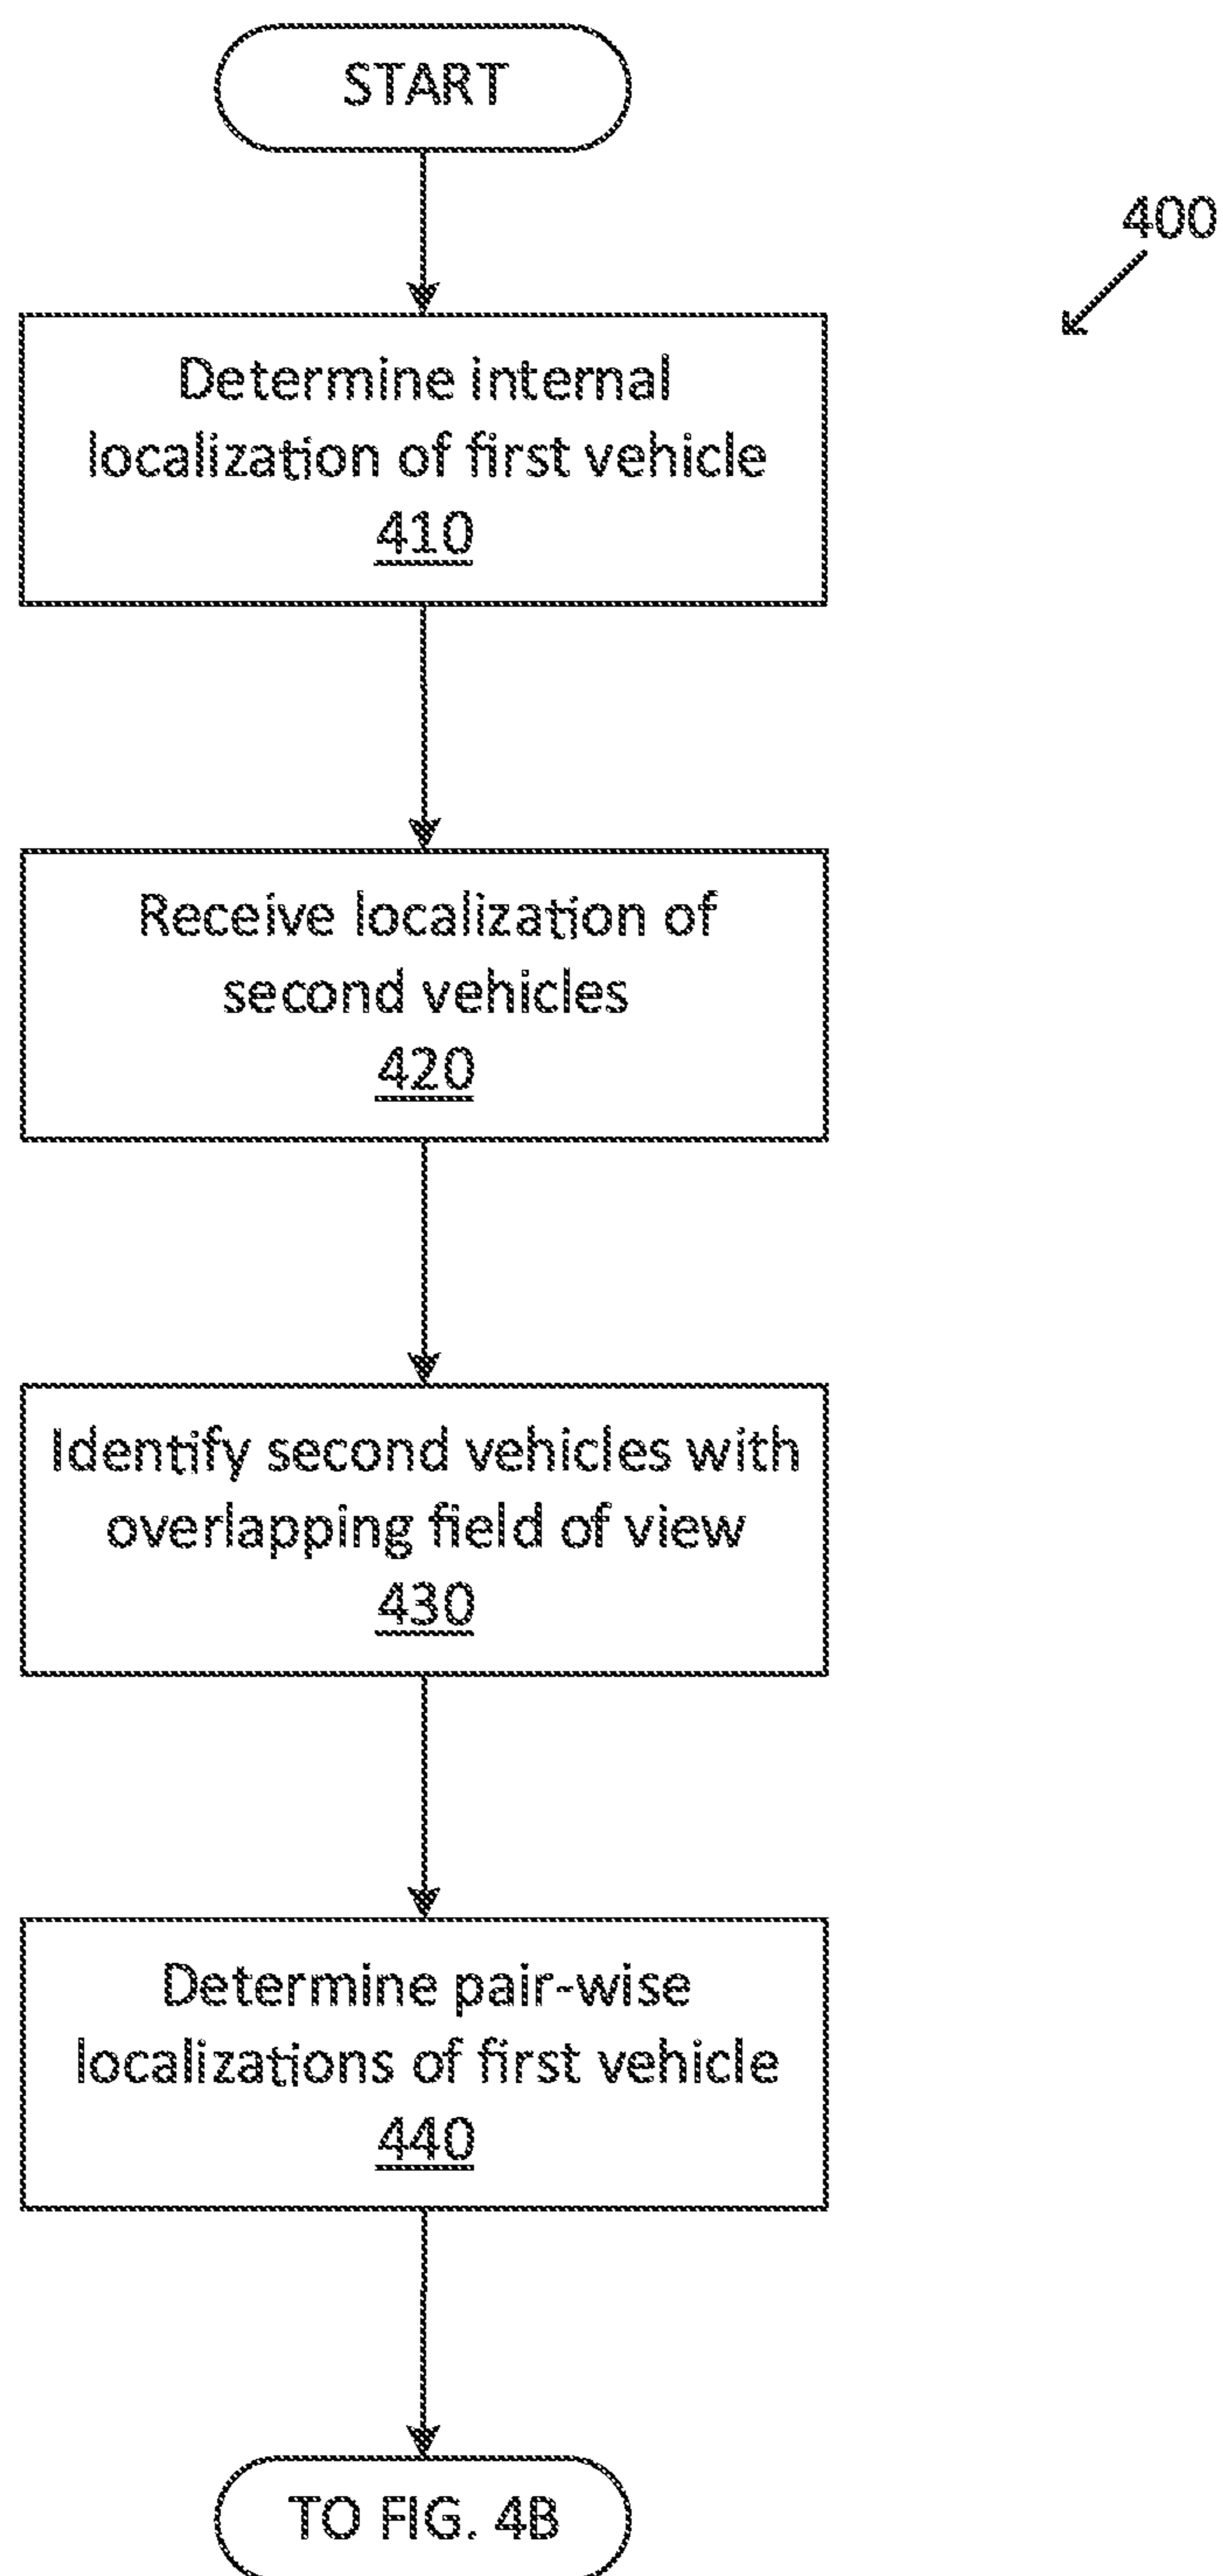 START
400
Determine internal
localization of first vehicle
410
Receive localization of
second vehicles
420
Identify second vehicles with
overlapping field of view
430
Determine pair-wise
localizations of first vehicle
440
TO FIG. 4B